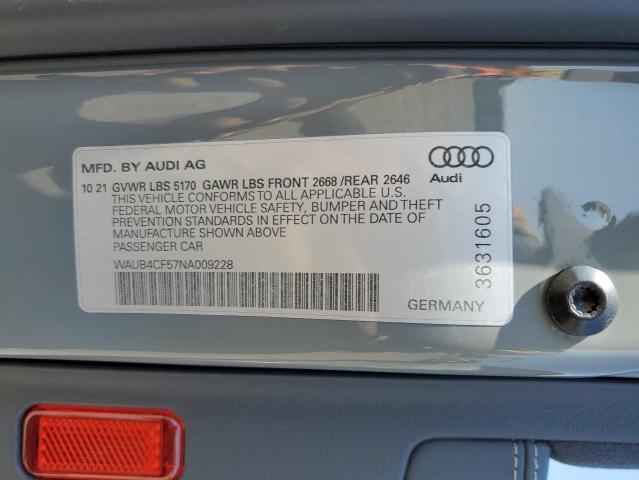 MFD. BY AUDI AG
Audi
10 21 GVWR LBS 5170 GAWR LBS FRONT 2668 /REAR 2646
THIS VEHICLE CONFORMS TO ALL APPLICABLE U.S.
FEDERAL MOTOR VEHICLE SAFETY, BUMPER AND THEFT
PREVENTION STANDARDS IN EFFECT ON THE DATE OF
MANUFACTURE SHOWN ABOVE.
PASSENGER CAR
WAUB4CF57NA009228
3631605
GERMANY